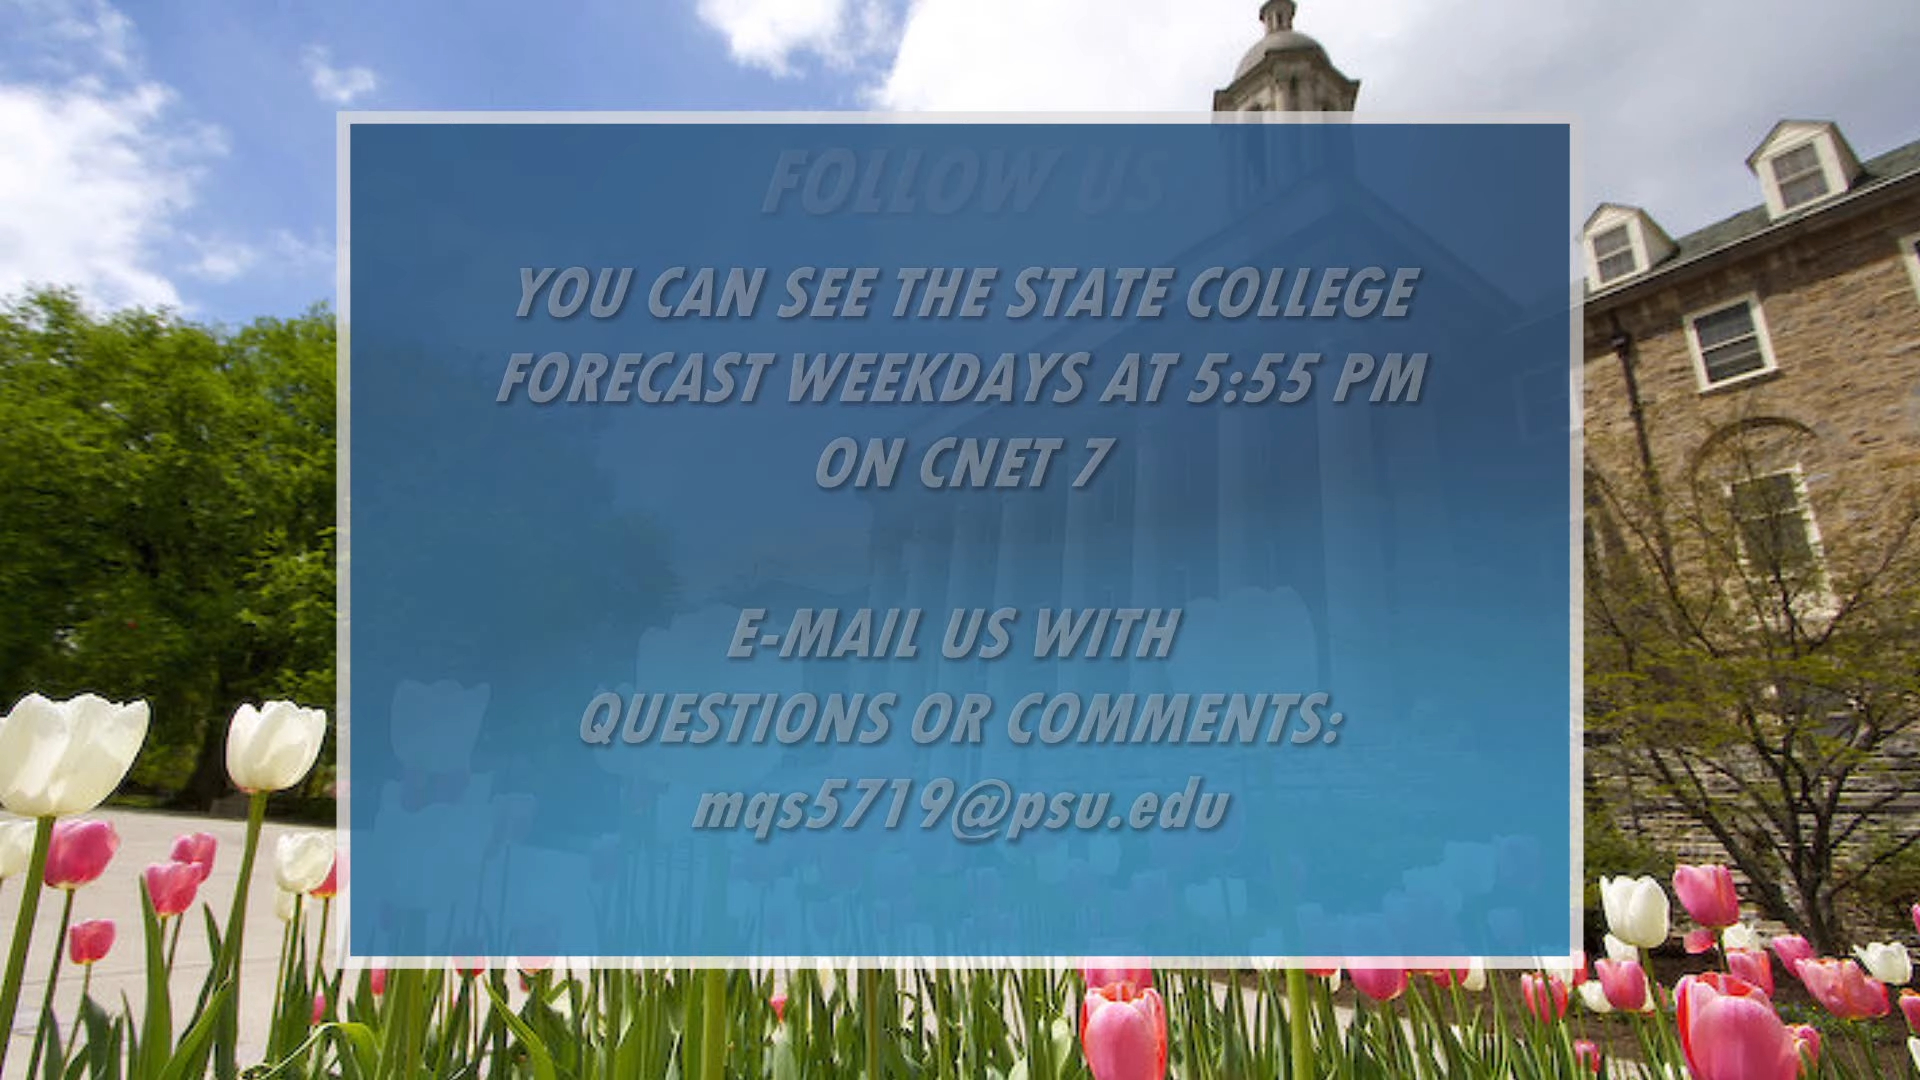 FOLLOW US
YOU CAN SEE THE STATE COLLEGE
FORECAST WEEKDAYS AT 5:55 PM
ON CNET 7
E-MAIL US WITH
QUESTIONS OR COMMENTS:
mqs5719@psu.edu